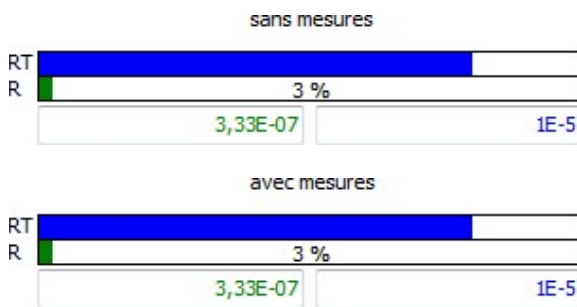 sans mesures
RT
R 3 %
3,33E-07 1E-5
avec mesures
RT
R 3 %
3,33E-07 1E-5